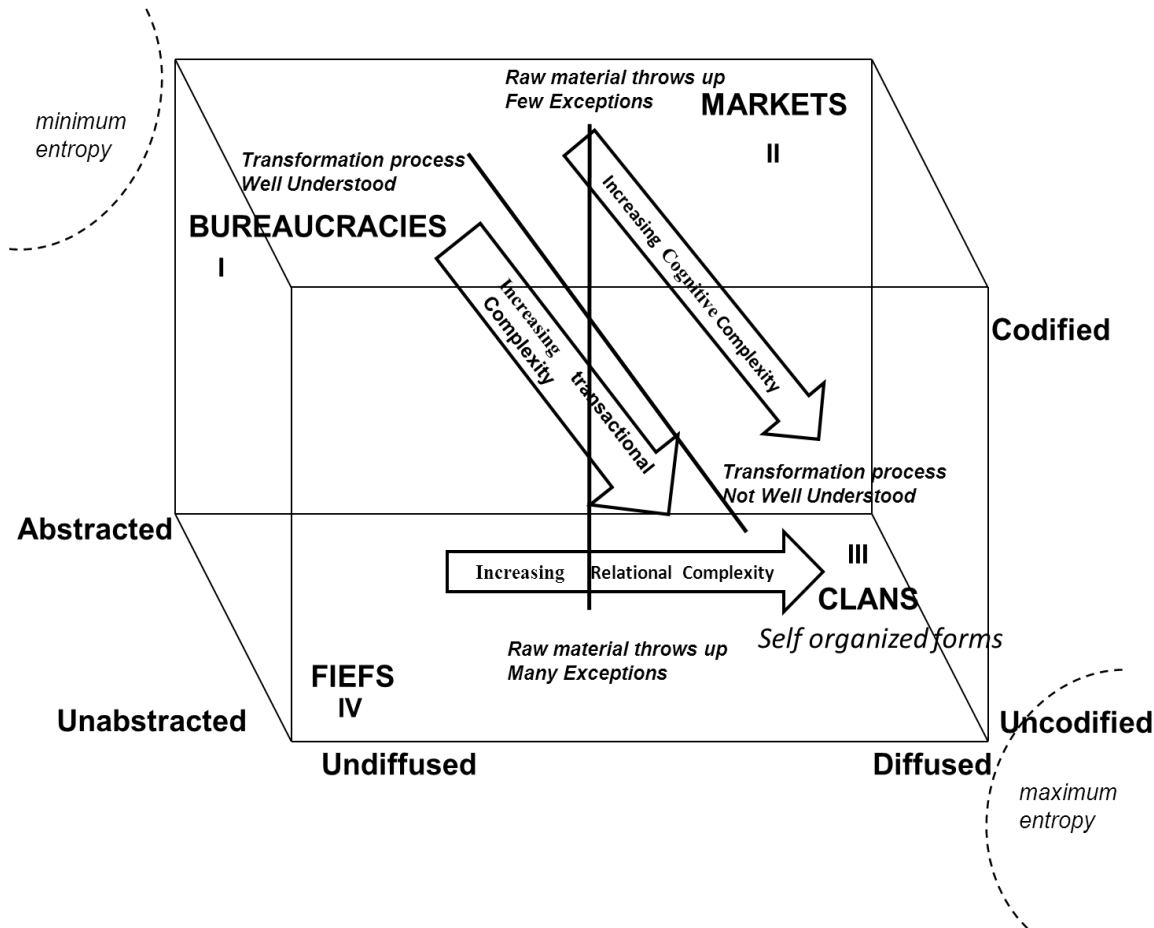 Raw material throws up
Few Exceptions
MARKETS
II
minimum
entropy
Transformation process
Well Understood
BUREAUCRACIES
I
Increasing Cognitive Complexity
Increasing transactional
Complexity
Codified
Transformation process
Not Well Understood
Abstracted
III
Increasing Relational Complexity
CLANS
Self organized forms
Raw material throws up
Many Exceptions
FIEFS
IV
Unabstracted
Uncodified
Undiffused
Diffused
maximum
entropy